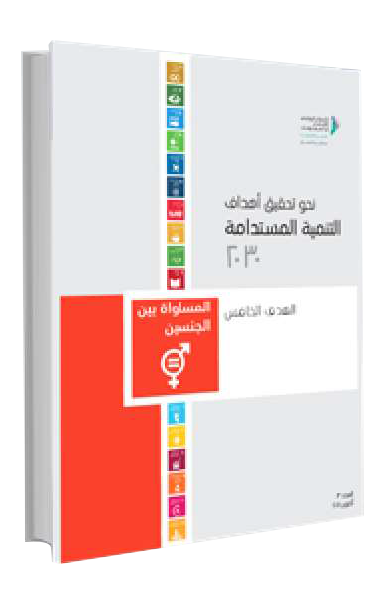 نحو تحقيق أهداف
التنمية المستدامة
٢٠٣٠
الهدف الخامس
المساواة بين
الجنسين